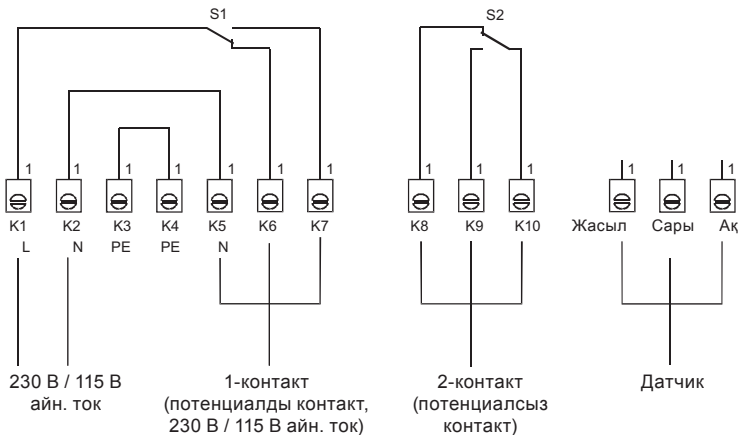 S1 S2
1 1 1 1 1 1 1 1 1 1 1 1 1
K1 K2 K3 K4 K5 K6 K7 K8 K9 K10 Жасыл Сары Ақ
L N PE PE N
230 В / 115 В
айн. ток
1-контакт
(потенциалды контакт,
230 В / 115 В айн. ток)
2-контакт
(потенциалсыз
контакт)
Датчик